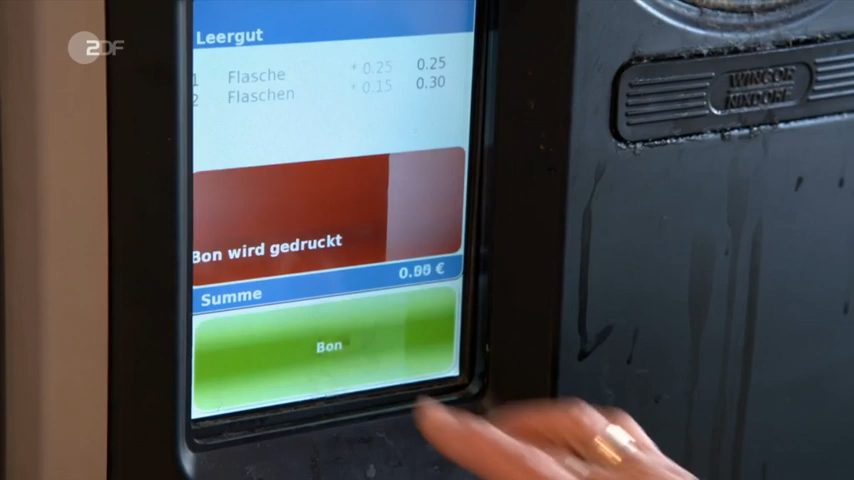 ZDF
Leergut
1 Flasche * 0.25 0.25
2 Flaschen * 0.15 0.30
Bon wird gedruckt
Summe
Bon
WINCOR
NIXDORF